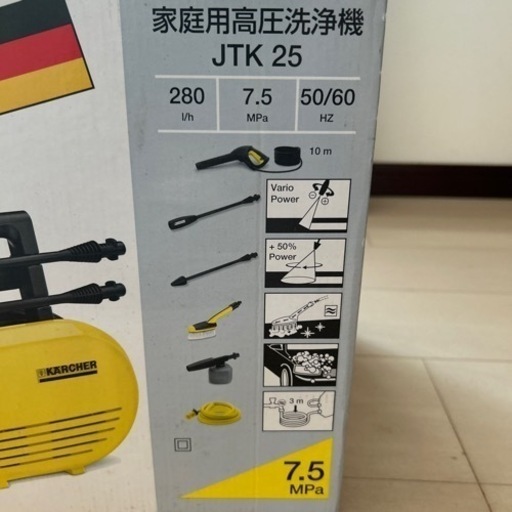 家庭用高圧洗浄機
JTK 25
280 7.5 50/60
l/h MPa HZ
10 m
Vario
Power
+ 50%
Power
3 m
KÄRCHER
7.5
MPa